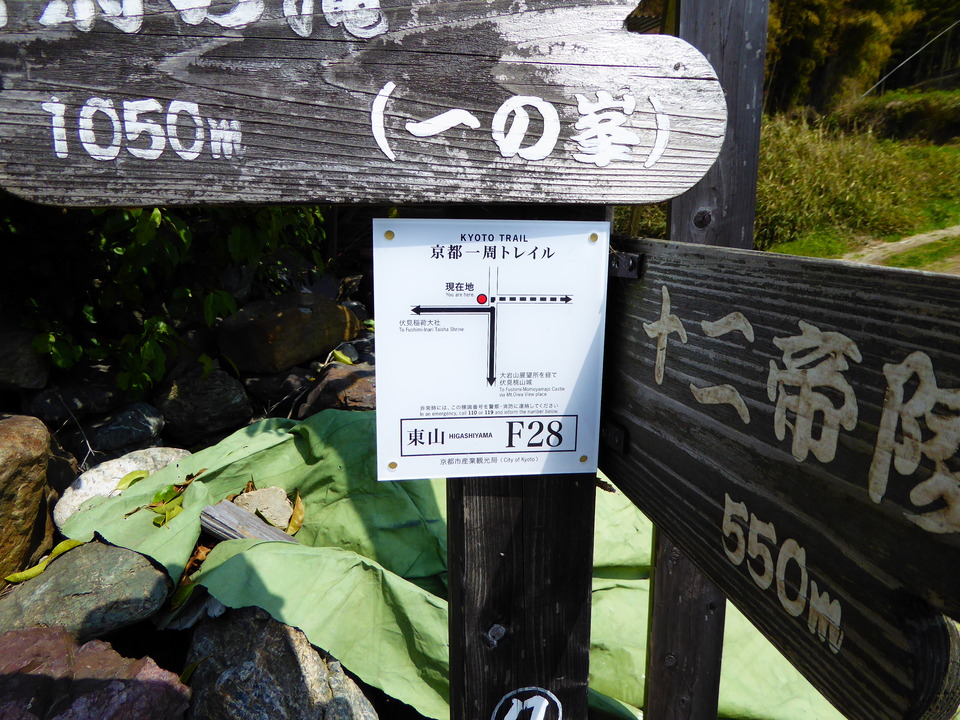 1050m
(一の峯)
KYOTO TRAIL
京都一周トレイル
現在地
You are here.
伏見稲荷大社
To Fushimi-Inari Taisha Shrine
大岩山展望所を経て
伏見桃山城
To Fushimi-Momoyamajo Castle
via Mt.Oiwa View place
非常時には、この標識番号を警察・消防に連絡してください
In an emergency, call 110 or 119 and inform the number below.
東山 HIGASHIYAMA F28
京都市産業観光局 (City of Kyoto)
十二帝陵
550m